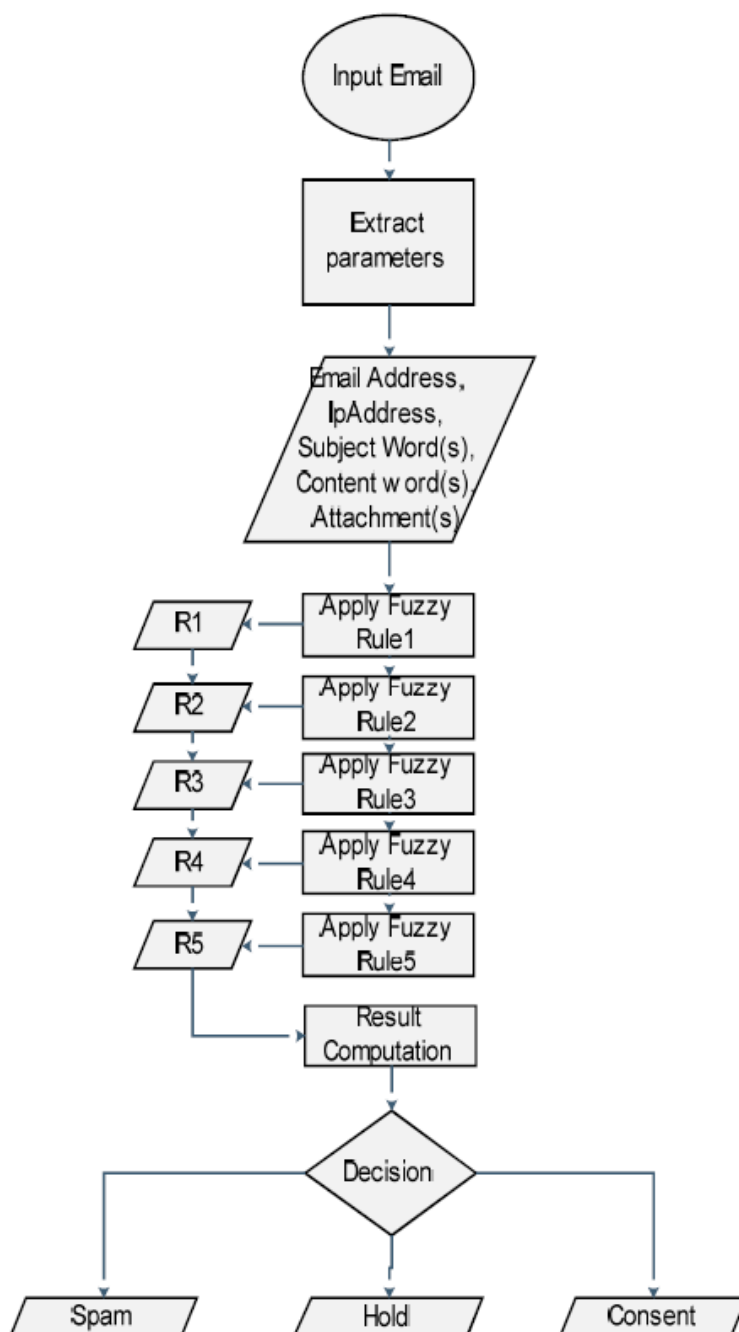 Input Email
Extract
parameters
Email Address,
IpAddress,
Subject Word(s),
Content word(s),
Attachment(s)
R1
Apply Fuzzy
Rule1
R2
Apply Fuzzy
Rule2
R3
Apply Fuzzy
Rule3
R4
Apply Fuzzy
Rule4
R5
Apply Fuzzy
Rule5
Result
Computation
Decision
Spam
Hold
Consent